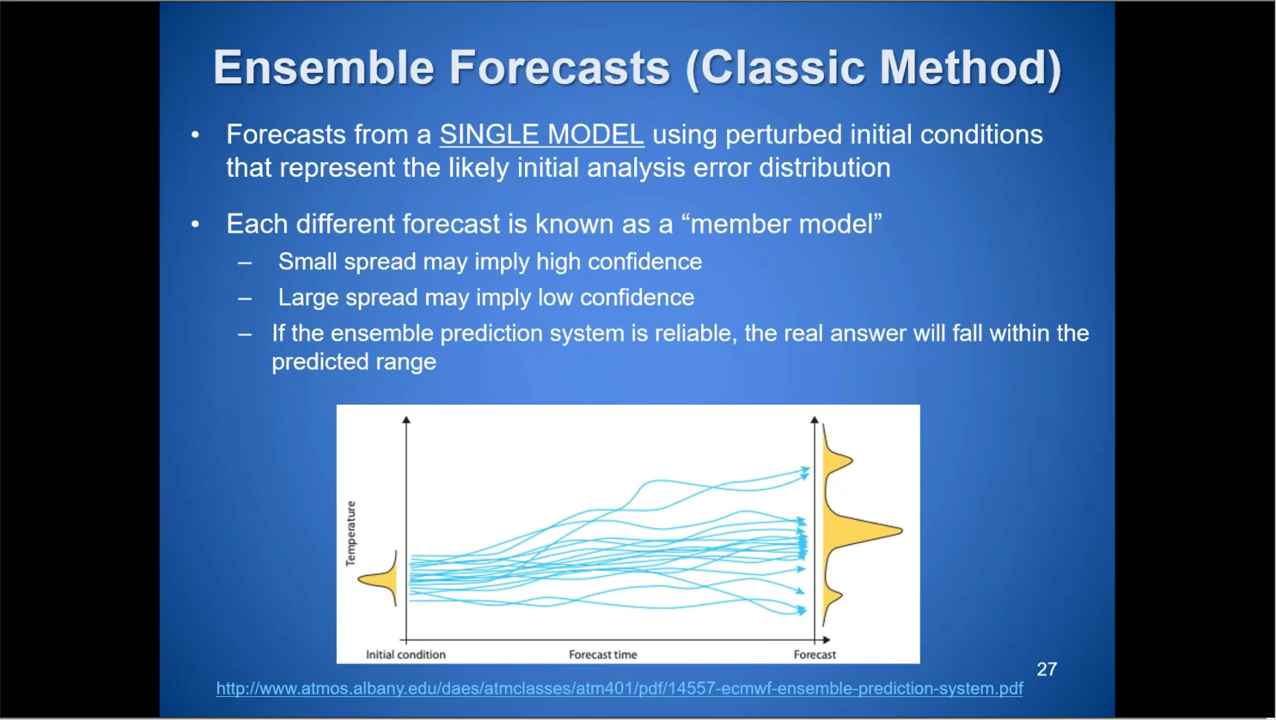 Ensemble Forecasts (Classic Method)
• Forecasts from a SINGLE MODEL using perturbed initial conditions
that represent the likely initial analysis error distribution
• Each different forecast is known as a “member model”
– Small spread may imply high confidence
– Large spread may imply low confidence
– If the ensemble prediction system is reliable, the real answer will fall within the
predicted range
Temperature
Initial condition
Forecast time
Forecast
27
http://www.atmos.albany.edu/daes/atmclasses/atm401/pdf/14557-ecmwf-ensemble-prediction-system.pdf